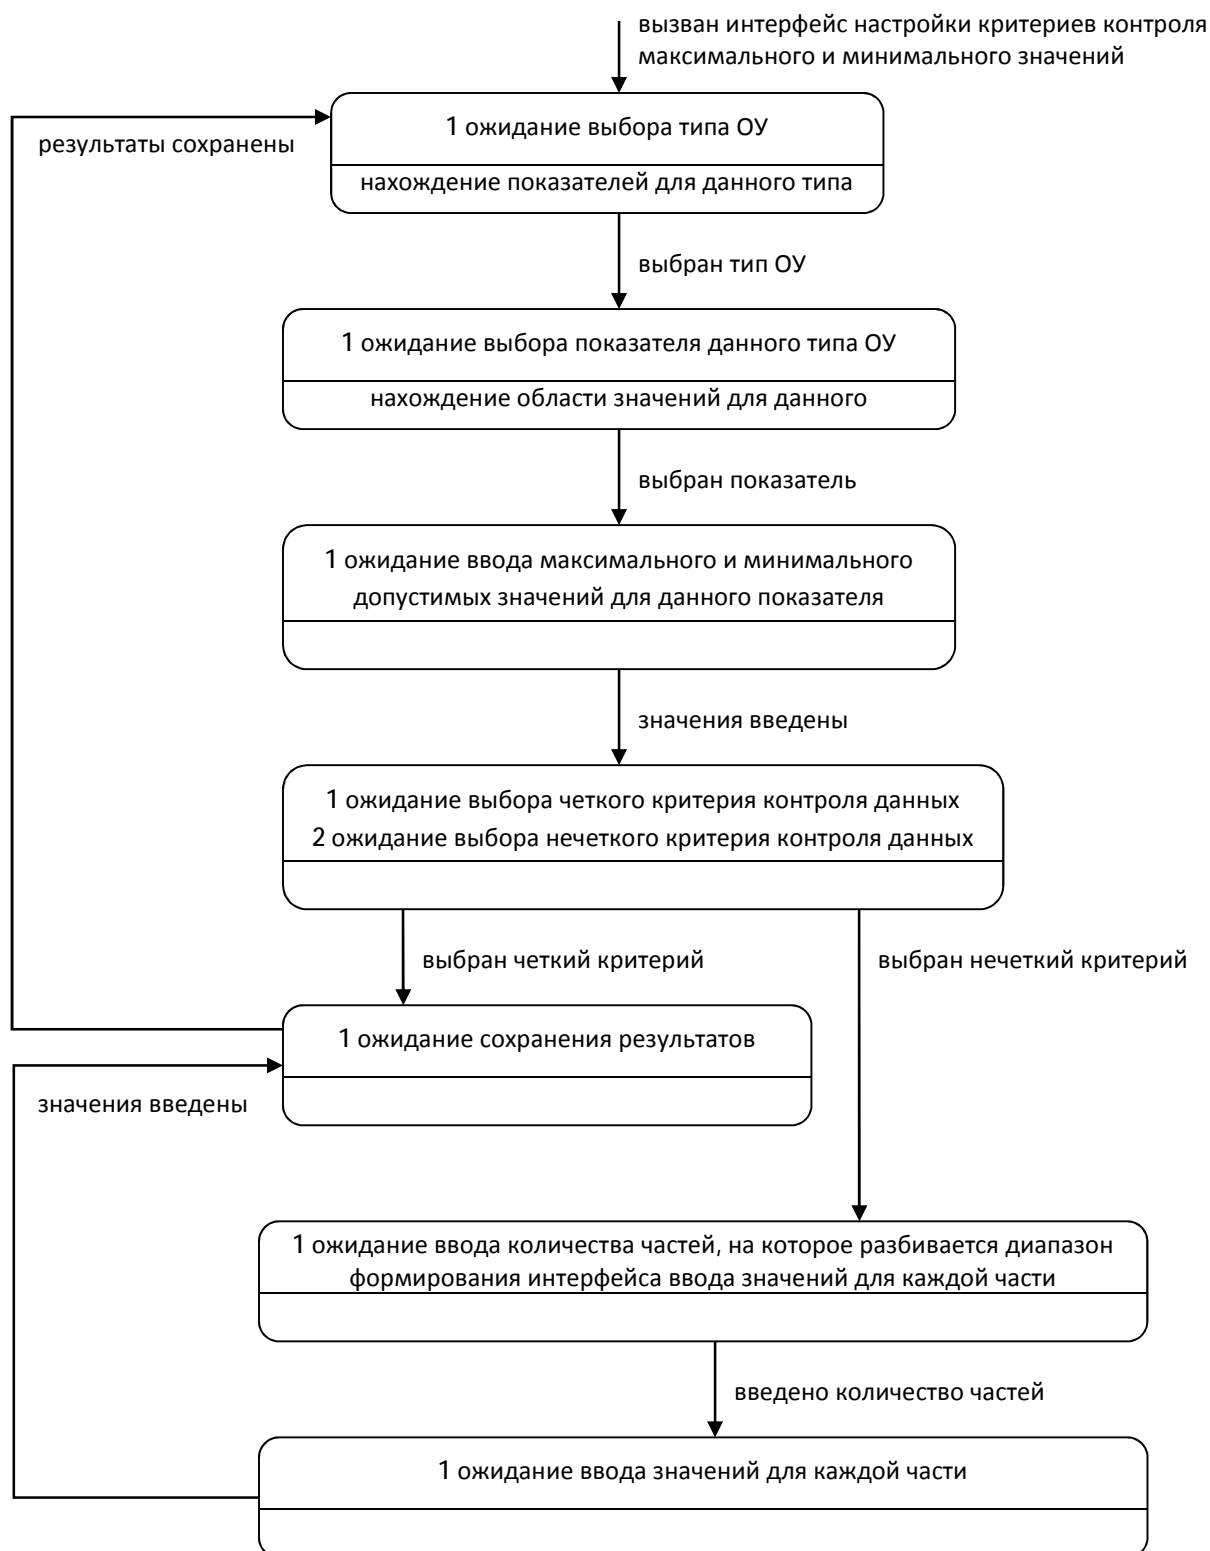 вызван интерфейс настройки критериев контроля
максимального и минимального значений
результаты сохранены
1 ожидание выбора типа ОУ
нахождение показателей для данного типа
выбран тип ОУ
1 ожидание выбора показателя данного типа ОУ
нахождение области значений для данного
выбран показатель
1 ожидание ввода максимального и минимального
допустимых значений для данного показателя
значения введены
1 ожидание выбора четкого критерия контроля данных
2 ожидание выбора нечеткого критерия контроля данных
выбран четкий критерий
выбран нечеткий критерий
1 ожидание сохранения результатов
значения введены
1 ожидание ввода количества частей, на которое разбивается диапазон
формирования интерфейса ввода значений для каждой части
введено количество частей
1 ожидание ввода значений для каждой части